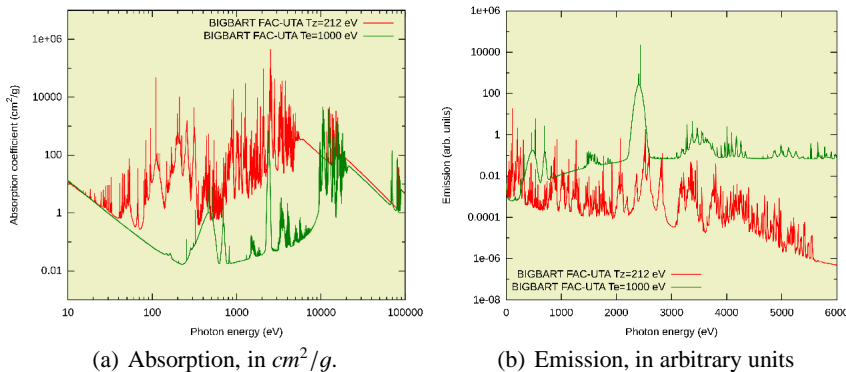 BIGBART FAC-UTA Tz=212 eV
BIGBART FAC-UTA Te=1000 eV
1e+06
10000
100
1
0.01
10
100
1000
10000
100000
Absorption coefficient (cm^2/g)
Photon energy (eV)
(a) Absorption, in cm²/g.
10000
100
1
0.01
0.0001
1e-06
1e-08
0
1000
2000
3000
4000
5000
6000
Emission (arb. units)
BIGBART FAC-UTA Tz=212 eV
BIGBART FAC-UTA Te=1000 eV
Photon energy (eV)
(b) Emission, in arbitrary units